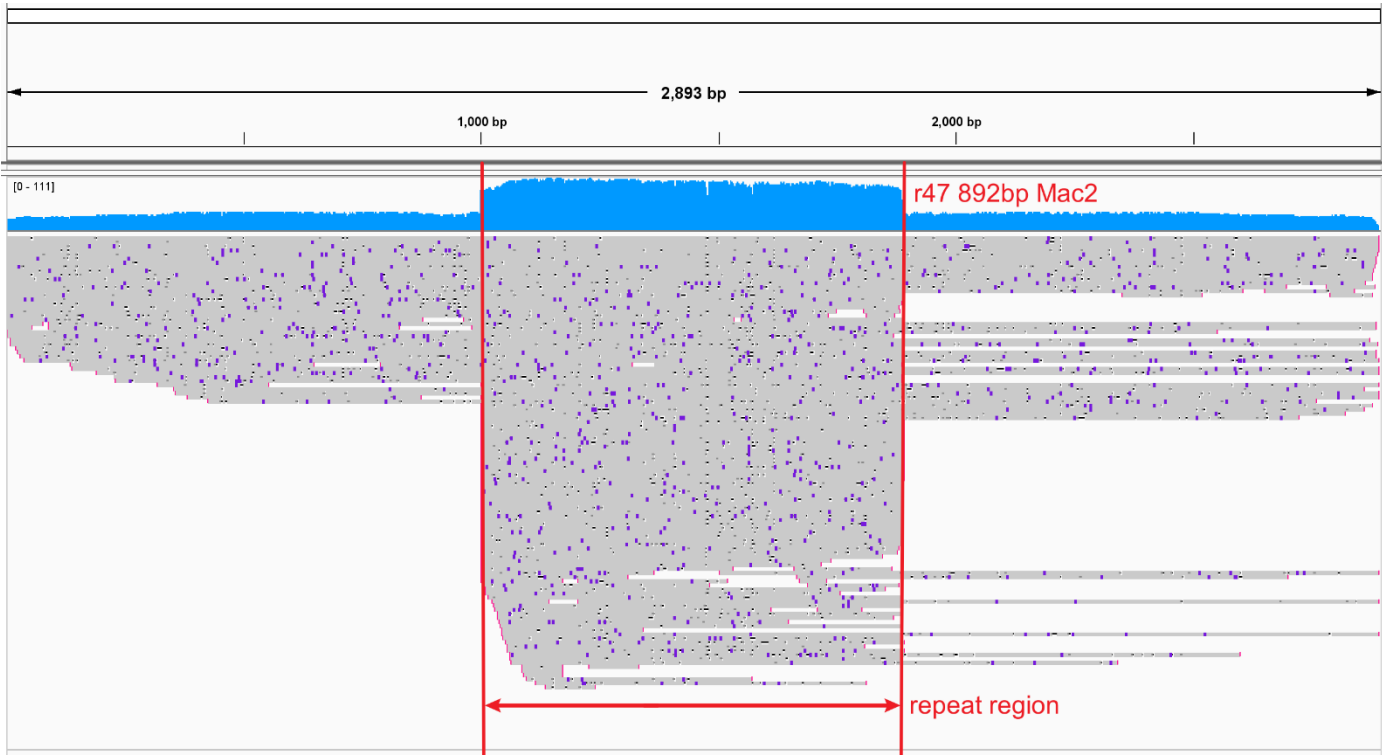 2,893 bp
1,000 bp
2,000 bp
[0 - 111]
r47 892bp Mac2
repeat region